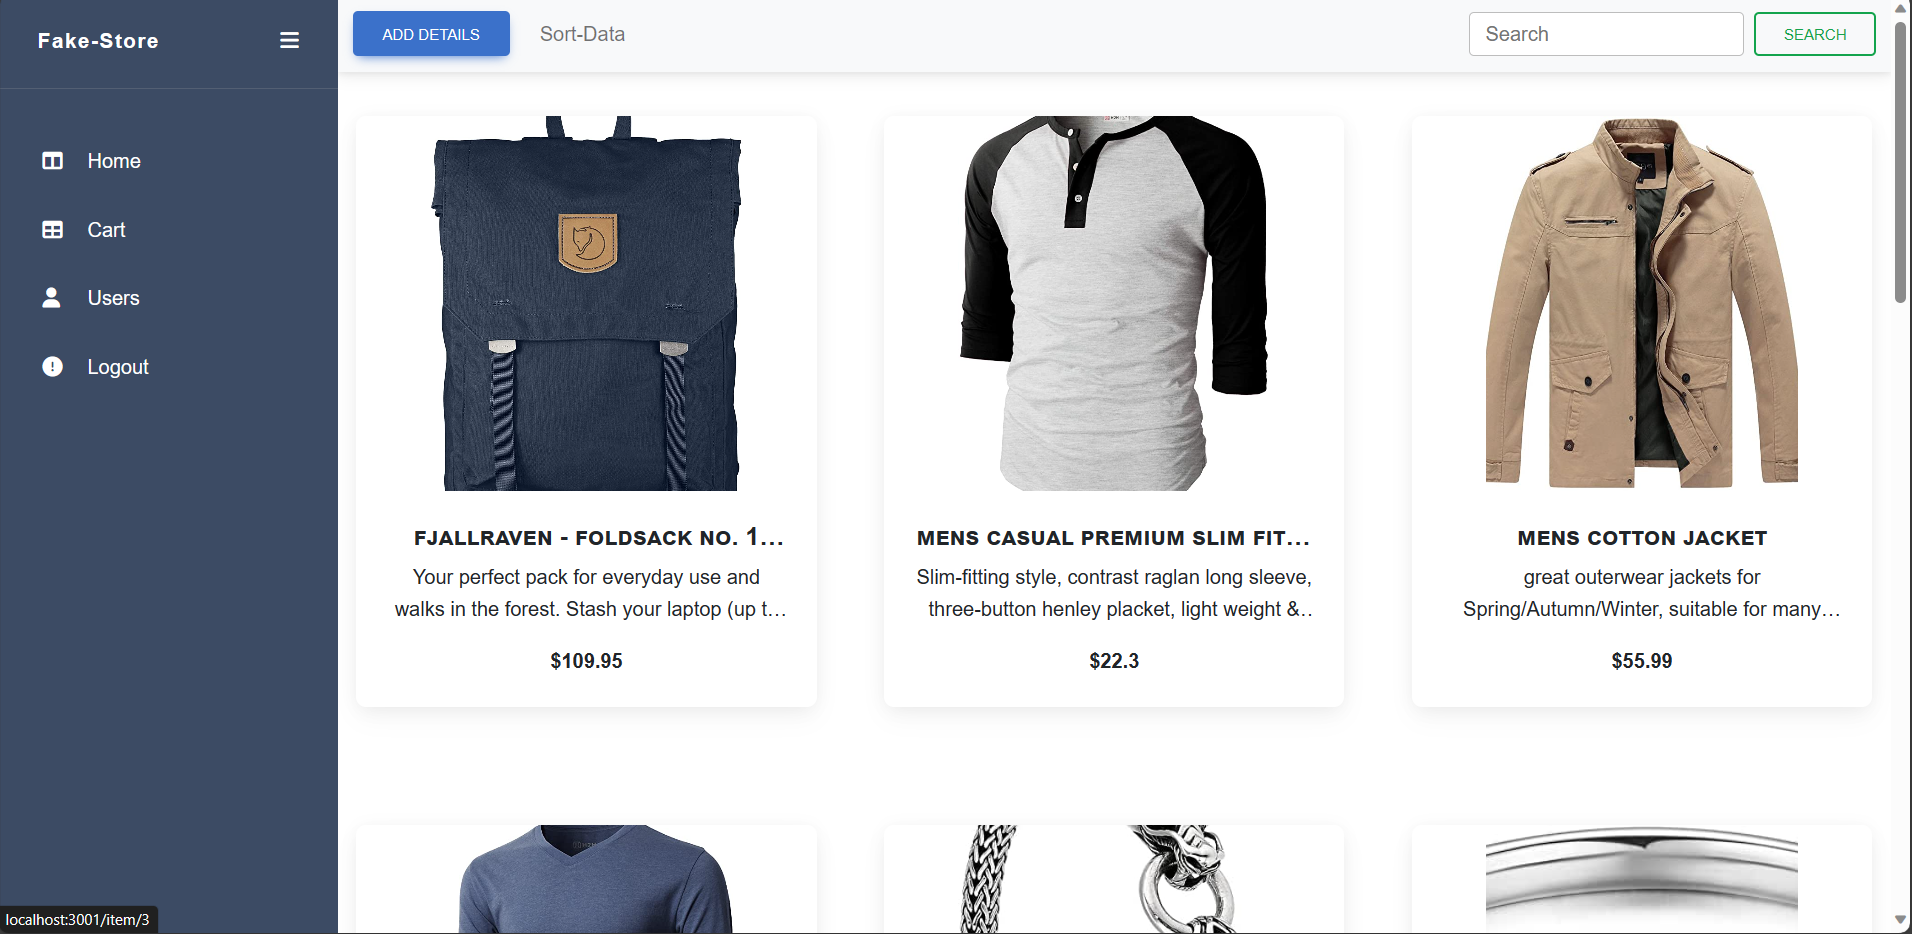 Fake-Store
Home
Cart
Users
Logout
ADD DETAILS
Sort-Data
Search
SEARCH
FJALLRAVEN - FOLDSACK NO. 1...
Your perfect pack for everyday use and
walks in the forest. Stash your laptop (up t...
$109.95
MENS CASUAL PREMIUM SLIM FIT...
Slim-fitting style, contrast raglan long sleeve,
three-button henley placket, light weight &..
$22.3
MENS COTTON JACKET
great outerwear jackets for
Spring/Autumn/Winter, suitable for many...
$55.99
localhost:3001/item/3